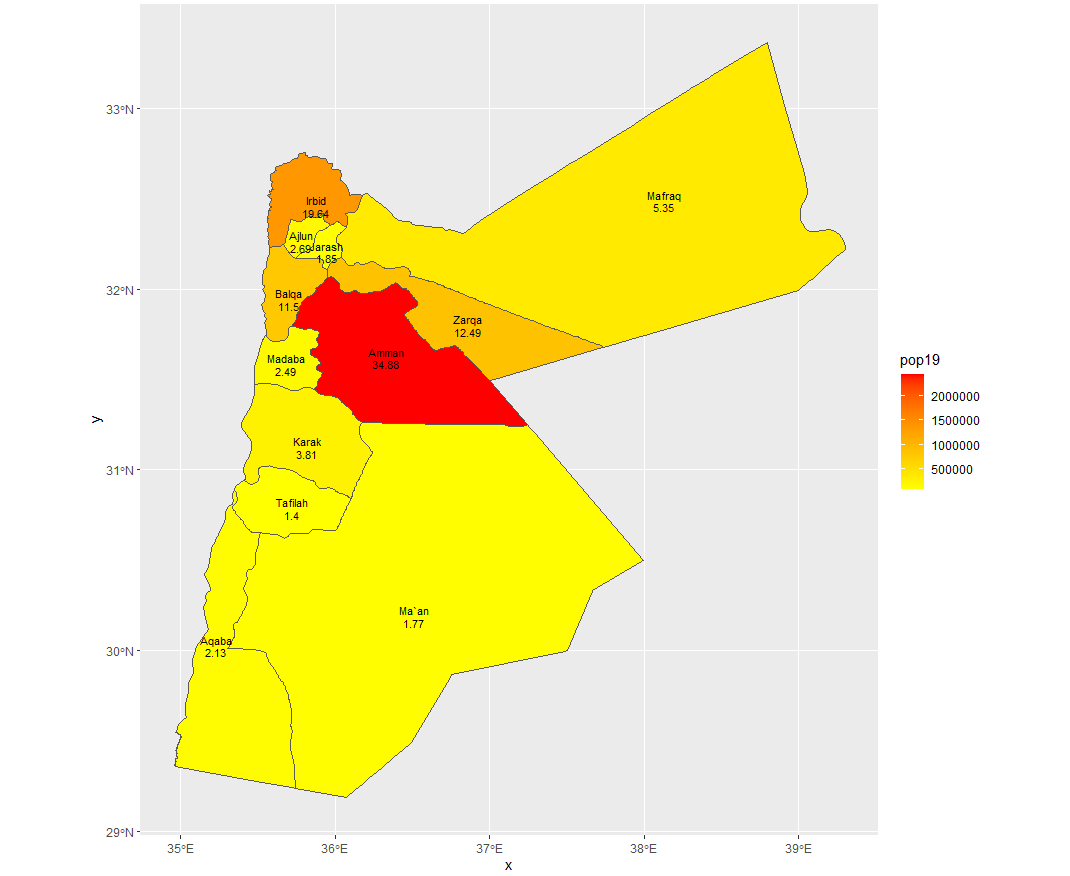 33°N
32°N
31°N
30°N
29°N
y
Mafraq
5.35
Irbid
19.64
Ajlun
2.69
Jarash
1.85
Balqa
11.5
Zarqa
12.49
Amman
34.88
Madaba
2.49
Karak
3.81
Tafilah
1.4
Ma`an
1.77
Aqaba
2.13
35°E
36°E
37°E
38°E
39°E
x
pop19
2000000
1500000
1000000
500000